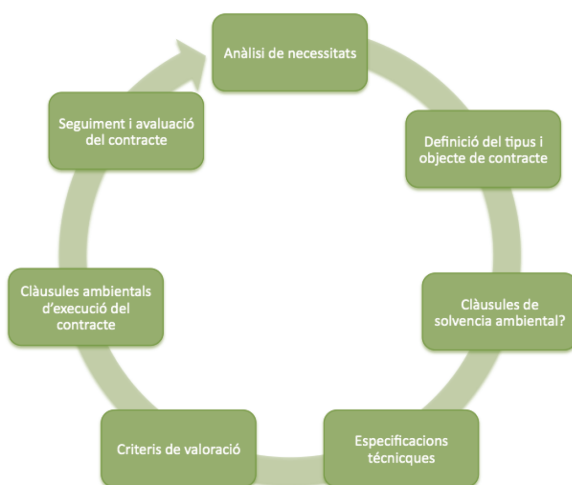 Anàlisi de necessitats
Definició del tipus i
objecte de contracte
Clàusules de
solvencia ambiental?
Especificacions
técnicques
Criteris de valoració
Clàusules ambientals
d'execució del
contracte
Seguiment i avaluació
del contracte